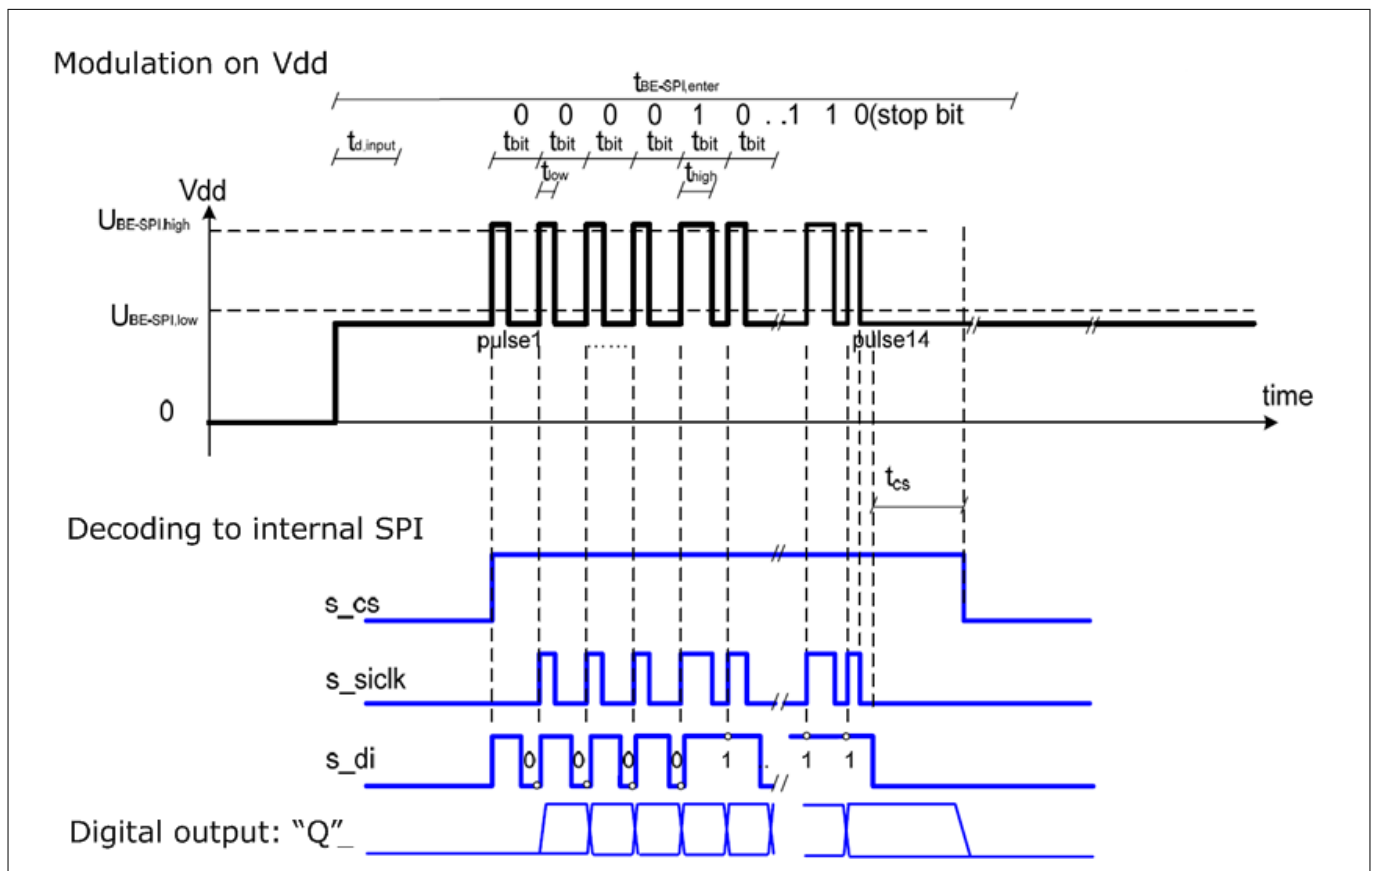 Modulation on Vdd
tBE-SPI,enter
0 0 0 0 1 0 . .1 1 0(stop bit
td,input
tbit tbit tbit tbit tbit tbit
tlow
thigh
Vdd
UBE-SPI,high
UBE-SPI,low
pulse1
......
pulse14
0
time
tcs
Decoding to internal SPI
s_cs
s_siclk
s_di
0 0 0 0 1 . 1 1
Digital output: “Q”_